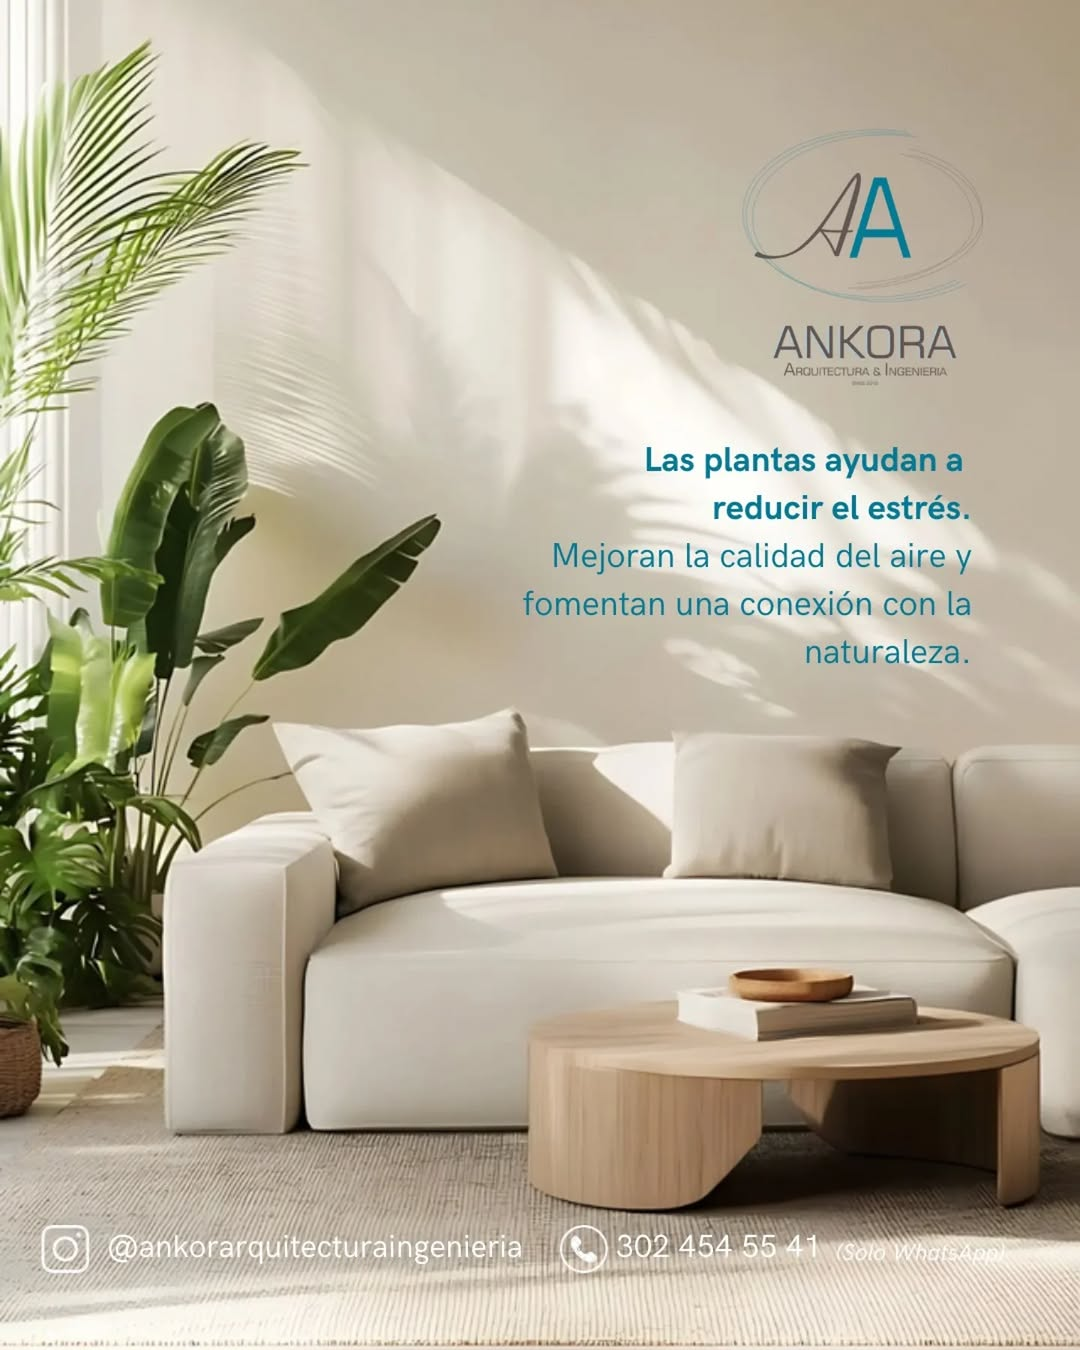 AA
ANKORA
ARQUITECTURA & INGENIERIA
Las plantas ayudan a
reducir el estrés.
Mejoran la calidad del aire y
fomentan una conexión con la
naturaleza.
@ankorarquitecturaingenieria
302 454 55 41 (Solo WhatsApp)